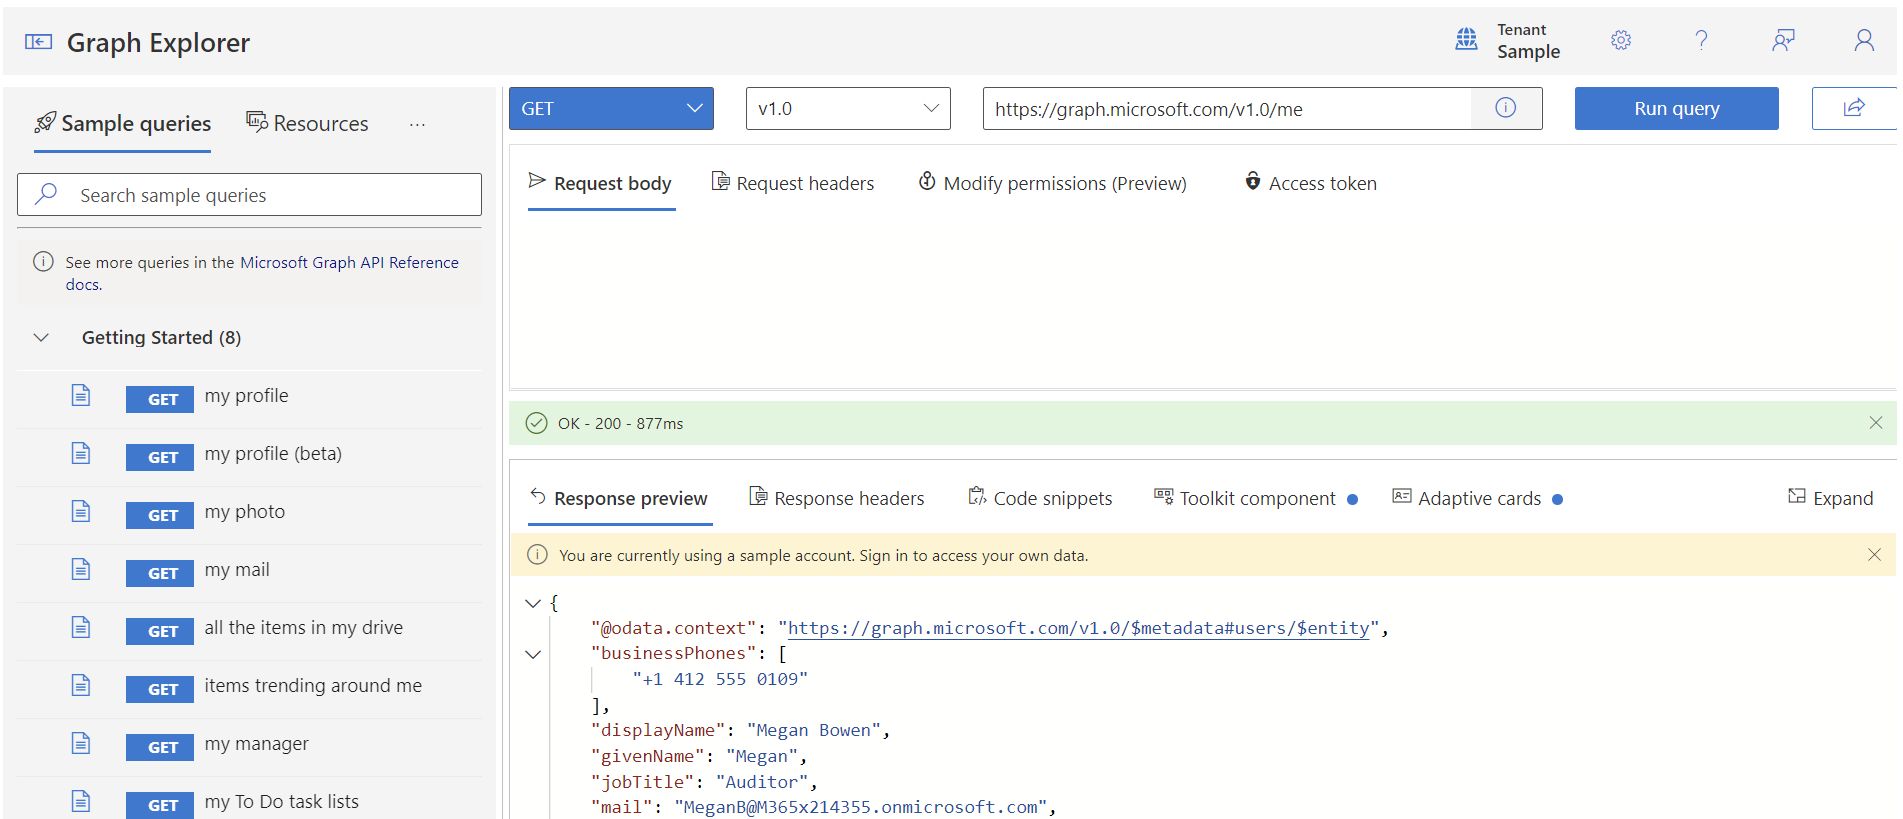 Graph Explorer
Tenant
Sample
Sample queries
Resources
...
Search sample queries
See more queries in the Microsoft Graph API Reference
docs.
Getting Started (8)
GET my profile
GET my profile (beta)
GET my photo
GET my mail
GET all the items in my drive
GET items trending around me
GET my manager
GET my To Do task lists
GET
v1.0
https://graph.microsoft.com/v1.0/me
Run query
Request body
Request headers
Modify permissions (Preview)
Access token
OK - 200 - 877ms
Response preview
Response headers
Code snippets
Toolkit component
Adaptive cards
Expand
You are currently using a sample account. Sign in to access your own data.
{
"@odata.context": "https://graph.microsoft.com/v1.0/$metadata#users/$entity",
"businessPhones": [
"+1 412 555 0109"
],
"displayName": "Megan Bowen",
"givenName": "Megan",
"jobTitle": "Auditor",
"mail": "MeganB@M365x214355.onmicrosoft.com",